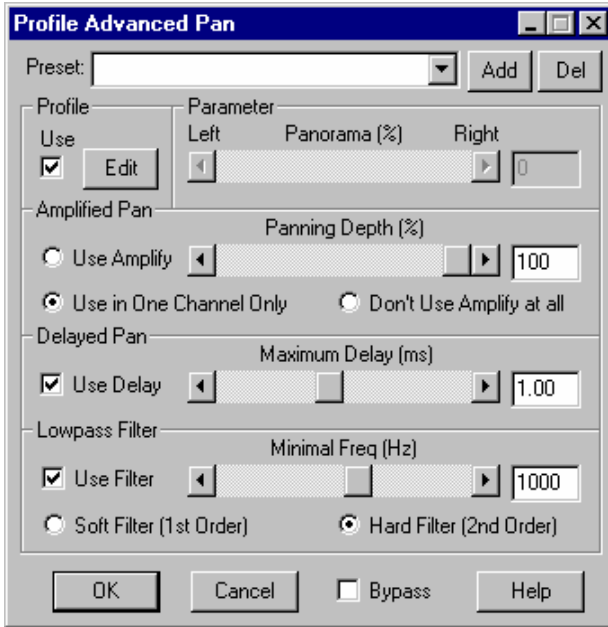 Profile Advanced Pan
Preset: Add Del
Profile Parameter
Use Left Panorama (%) Right
Edit 0
Amplified Pan
Panning Depth (%)
Use Amplify 100
Use in One Channel Only Don't Use Amplify at all
Delayed Pan
Maximum Delay (ms)
Use Delay 1.00
Lowpass Filter
Minimal Freq (Hz)
Use Filter 1000
Soft Filter (1st Order) Hard Filter (2nd Order)
OK Cancel Bypass Help